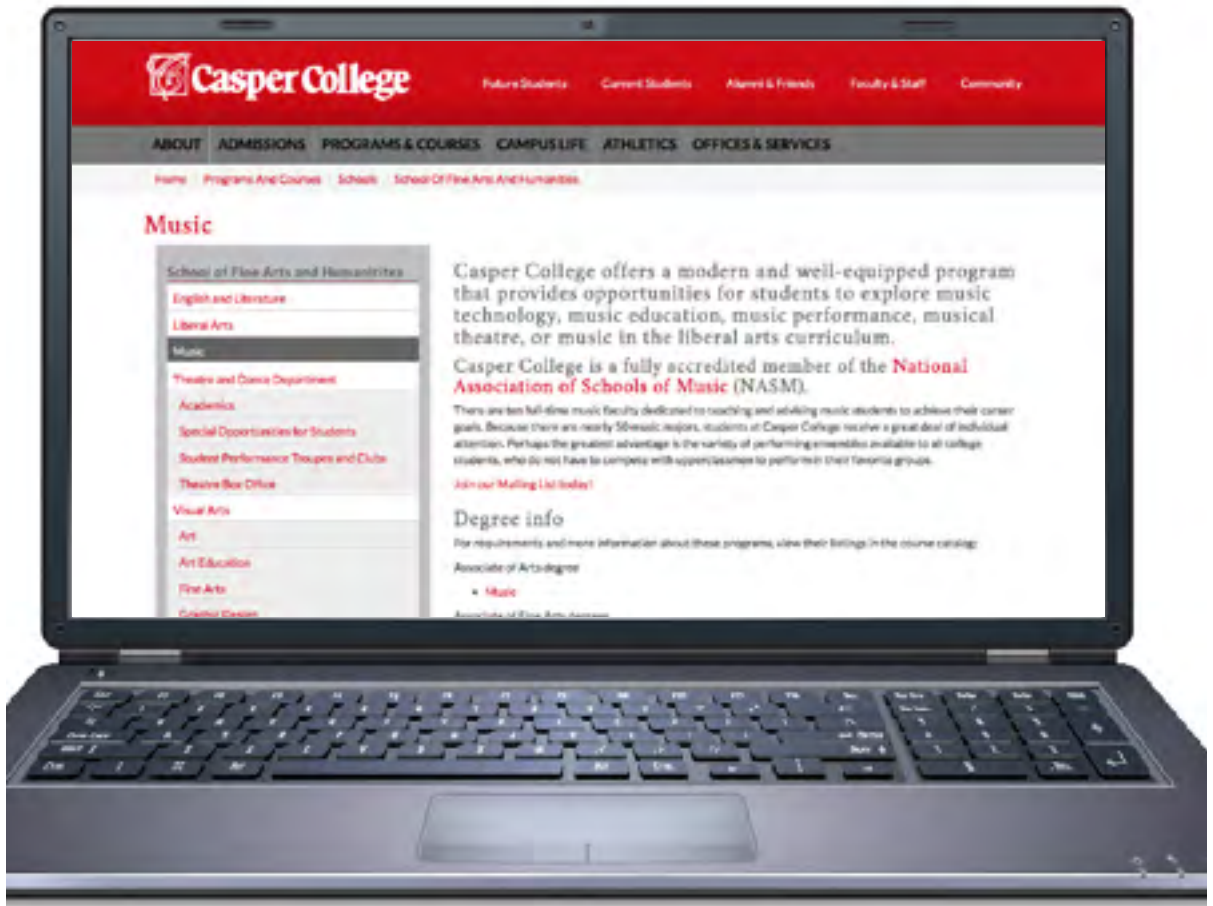 Casper College
Future Students Current Students Alumni & Friends Faculty & Staff Community
ABOUT ADMISSIONS PROGRAMS & COURSES CAMPUS LIFE ATHLETICS OFFICES & SERVICES
Home Programs And Courses Schools School Of Fine Arts And Humanities
Music
School of Fine Arts and Humanitites
English and Literature
Liberal Arts
Music
Theatre and Dance Department
Academics
Special Opportunities for Students
Student Performance Troupes and Clubs
Theatre Box Office
Visual Arts
Art
Art Education
Fine Arts
Graphic Design
Casper College offers a modern and well-equipped program
that provides opportunities for students to explore music
technology, music education, music performance, musical
theatre, or music in the liberal arts curriculum.
Casper College is a fully accredited member of the National
Association of Schools of Music (NASM).
There are ten full-time music faculty dedicated to teaching and advising music students to achieve their career
goals. Because there are nearly 50 music majors, students at Casper College receive a great deal of individual
attention. Perhaps the greatest advantage is the variety of performing ensembles available to all college
students, who do not have to compete with upperclassmen to perform in their favorite groups.
Join our Mailing List today!
Degree info
For requirements and more information about these programs, view their listings in the course catalog:
Associate of Arts degree
• Music
Associate of Fine Arts degrees